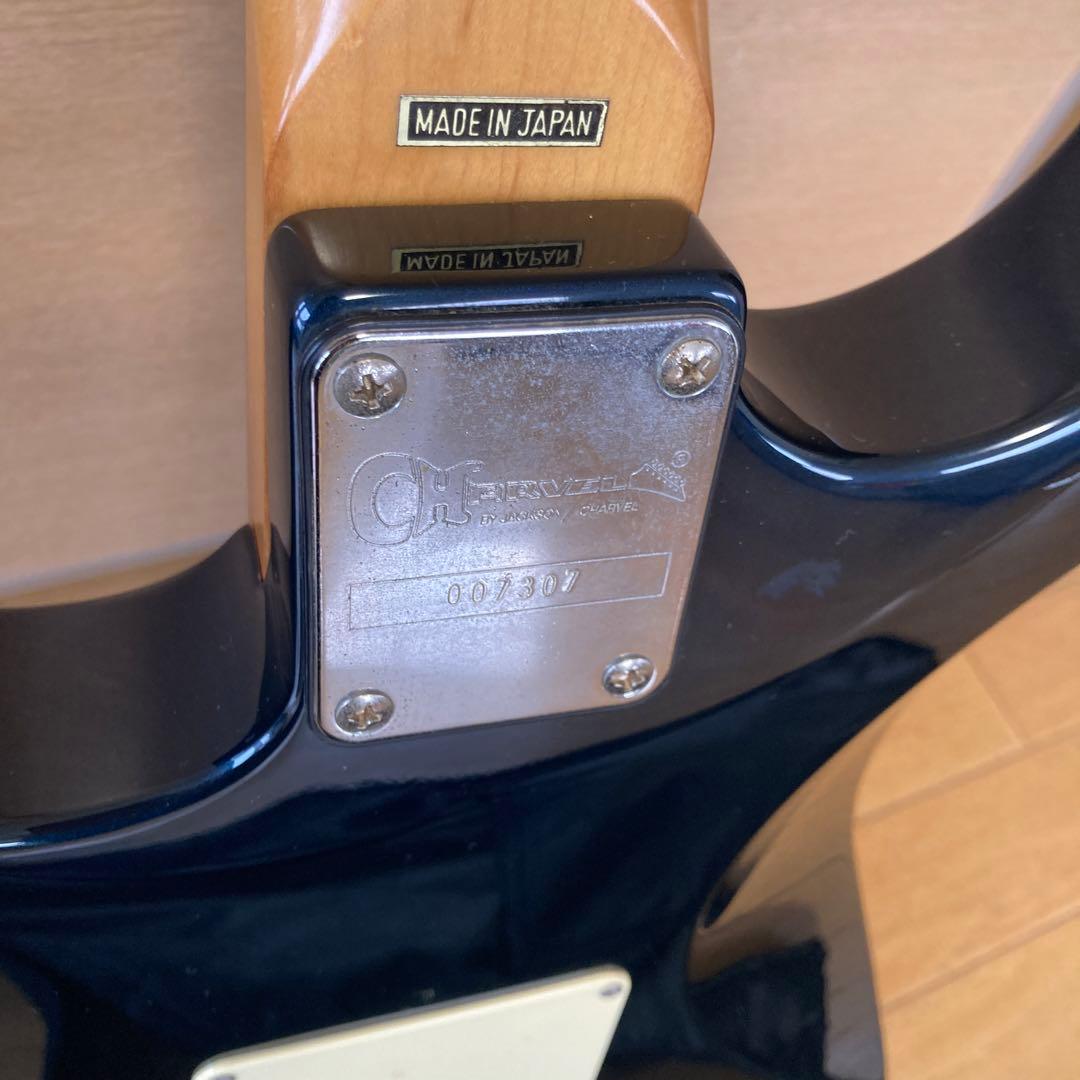 MADE IN JAPAN
MADE IN JAPAN
CHARVEL ©
BY JACKSON / CHARVEL
007307